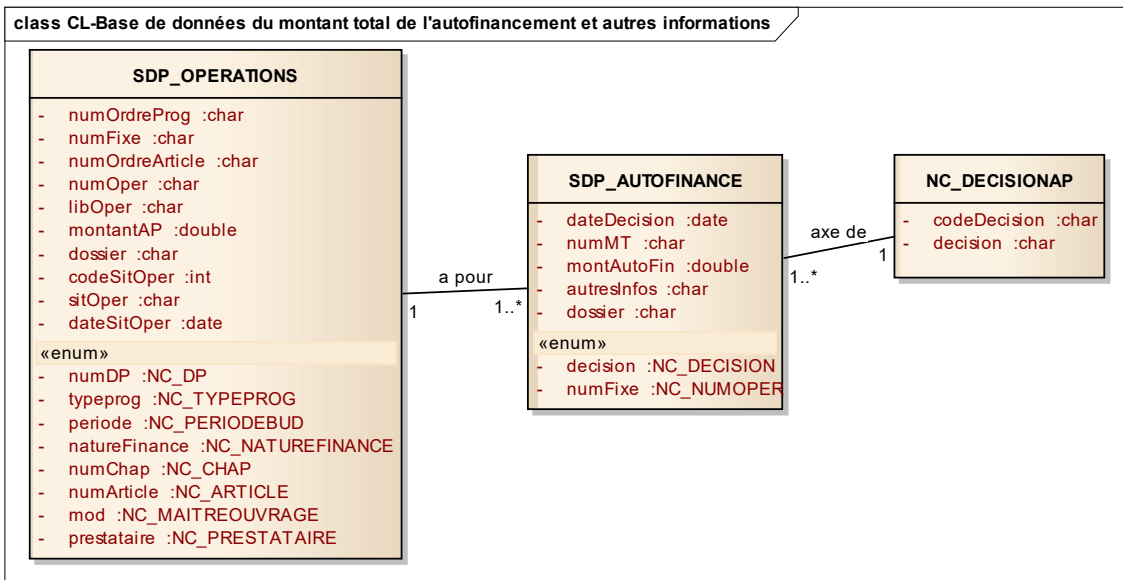 class CL-Base de données du montant total de l'autofinancement et autres informations
SDP_OPERATIONS
- numOrdreProg :char
- numFixe :char
- numOrdreArticle :char
- numOper :char
- libOper :char
- montantAP :double
- dossier :char
- codeSitOper :int
- sitOper :char
- dateSitOper :date
«enum»
- numDP :NC_DP
- typeprog :NC_TYPEPROG
- periode :NC_PERIODEBUD
- natureFinance :NC_NATUREFINANCE
- numChap :NC_CHAP
- numArticle :NC_ARTICLE
- mod :NC_MAITREOUVRAGE
- prestataire :NC_PRESTATAIRE
a pour
1
1..*
SDP_AUTOFINANCE
- dateDecision :date
- numMT :char
- montAutoFin :double
- autresInfos :char
- dossier :char
«enum»
- decision :NC_DECISION
- numFixe :NC_NUMOPER
axe de
1..*
1
NC_DECISIONAP
- codeDecision :char
- decision :char